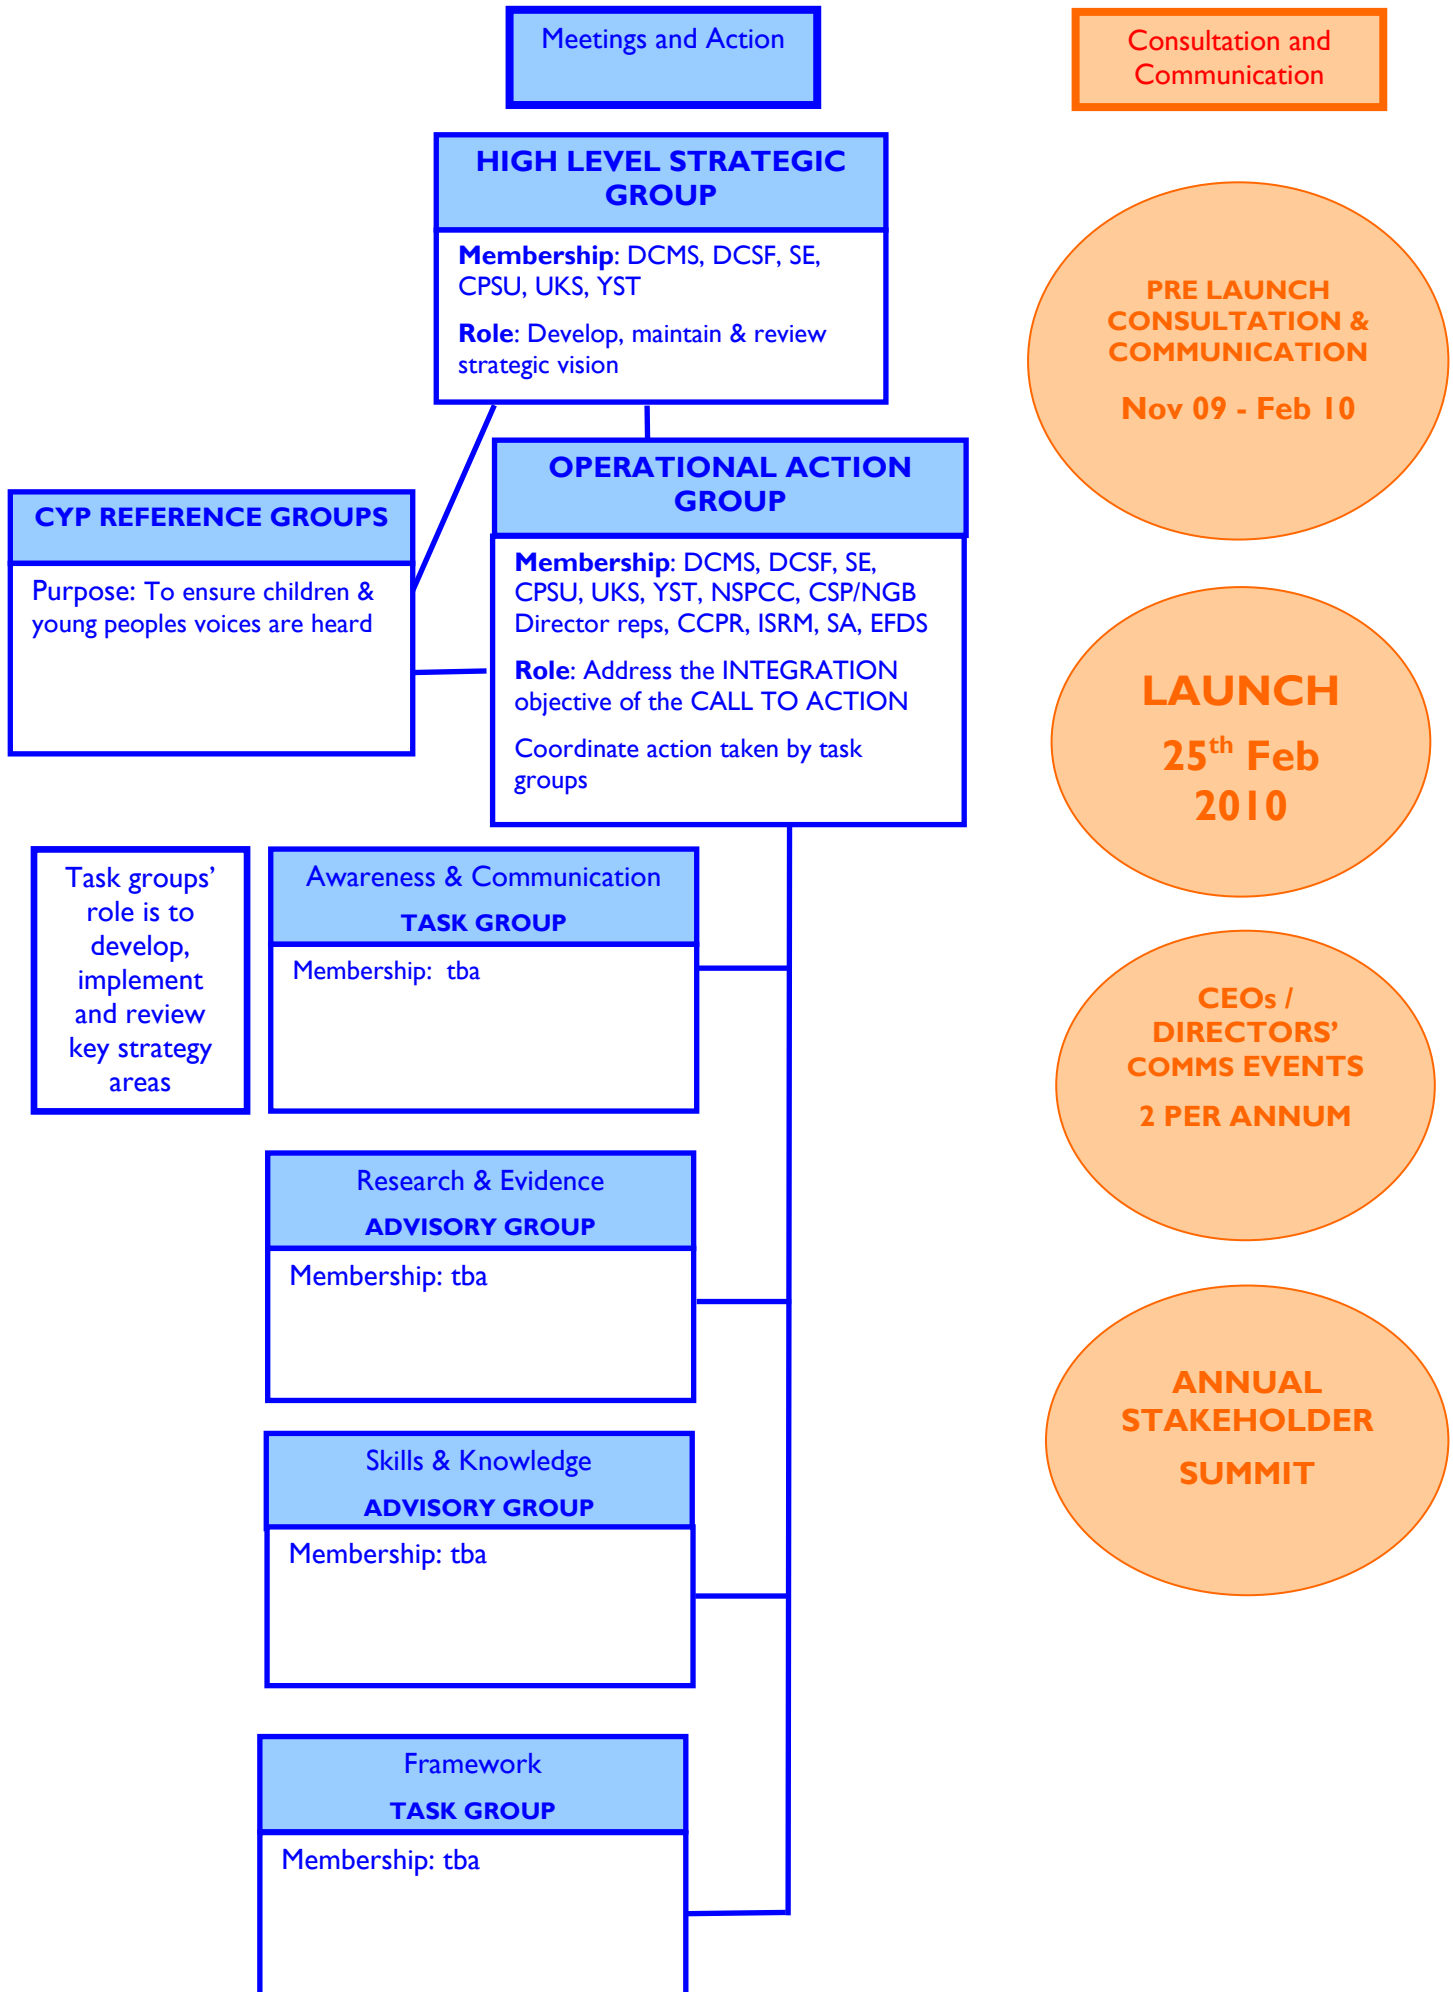 Meetings and Action
Consultation and
Communication
HIGH LEVEL STRATEGIC
GROUP
Membership: DCMS, DCSF, SE,
CPSU, UKS, YST
Role: Develop, maintain & review
strategic vision
PRE LAUNCH
CONSULTATION &
COMMUNICATION
Nov 09 - Feb 10
OPERATIONAL ACTION
GROUP
Membership: DCMS, DCSF, SE,
CPSU, UKS, YST, NSPCC, CSP/NGB
Director reps, CCPR, ISRM, SA, EFDS
Role: Address the INTEGRATION
objective of the CALL TO ACTION
Coordinate action taken by task
groups
CYP REFERENCE GROUPS
Purpose: To ensure children &
young peoples voices are heard
LAUNCH
25th Feb
2010
Task groups’
role is to
develop,
implement
and review
key strategy
areas
Awareness & Communication
TASK GROUP
Membership:  tba
CEOs /
DIRECTORS’
COMMS EVENTS
2 PER ANNUM
Research & Evidence
ADVISORY GROUP
Membership: tba
ANNUAL
STAKEHOLDER
SUMMIT
Skills & Knowledge
ADVISORY GROUP
Membership: tba
Framework
TASK GROUP
Membership: tba